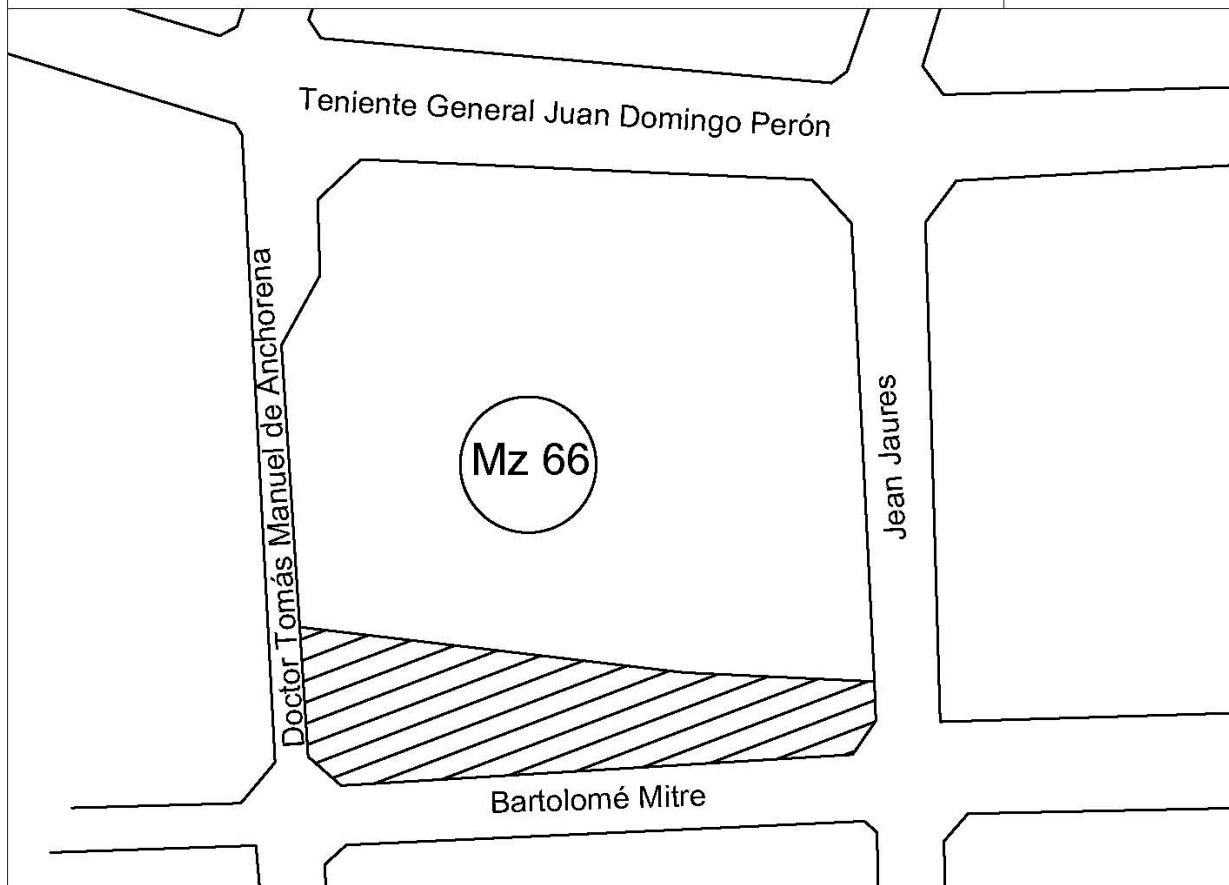 Teniente General Juan Domingo Perón
Doctor Tomás Manuel de Anchorena
Mz 66
Jean Jaures
Bartolomé Mitre